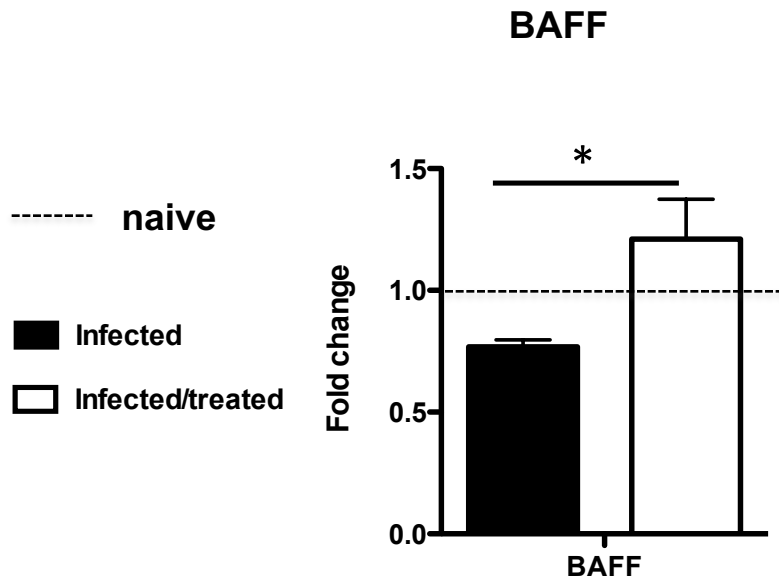 BAFF
naive
Infected
Infected/treated
*
Fold change
1.5
1.0
0.5
0.0
BAFF